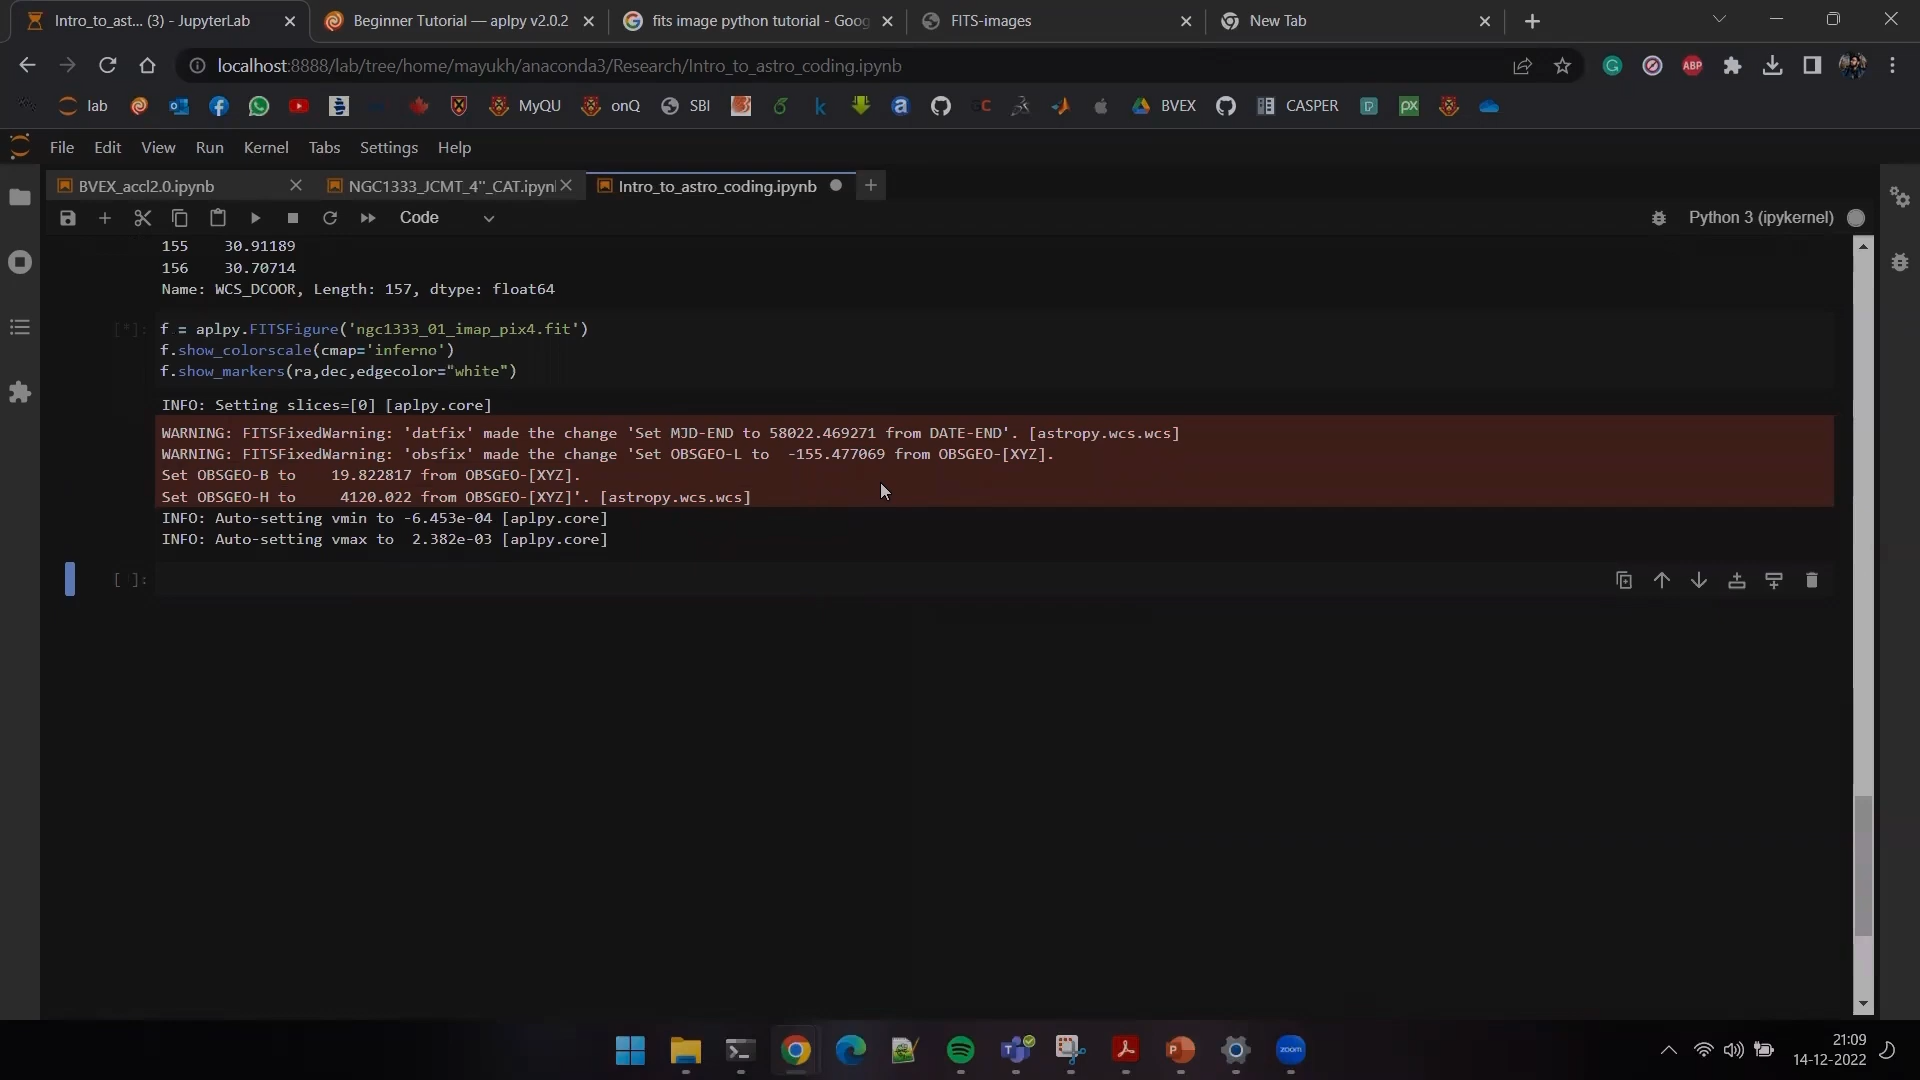 Intro_to_ast... (3) - JupyterLab
Beginner Tutorial — aplpy v2.0.2
fits image python tutorial - Goog
FITS-images
New Tab
localhost:8888/lab/tree/home/mayukh/anaconda3/Research/Intro_to_astro_coding.ipynb
ABP
lab
MyQU
onQ
SBI
BVEX
CASPER
File
Edit
View
Run
Kernel
Tabs
Settings
Help
BVEX_accl2.0.ipynb
NGC1333_JCMT_4"_CAT.ipynl
Intro_to_astro_coding.ipynb
Code
Python 3 (ipykernel)
155 30.91189
156 30.70714
Name: WCS_DCOOR, Length: 157, dtype: float64
[*]: f = aplpy.FITSFigure('ngc1333_01_imap_pix4.fit')
f.show_colorscale(cmap='inferno')
f.show_markers(ra,dec,edgecolor="white")
INFO: Setting slices=[0] [aplpy.core]
WARNING: FITSFixedWarning: 'datfix' made the change 'Set MJD-END to 58022.469271 from DATE-END'. [astropy.wcs.wcs]
WARNING: FITSFixedWarning: 'obsfix' made the change 'Set OBSGEO-L to -155.477069 from OBSGEO-[XYZ].
Set OBSGEO-B to 19.822817 from OBSGEO-[XYZ].
Set OBSGEO-H to 4120.022 from OBSGEO-[XYZ]'. [astropy.wcs.wcs]
INFO: Auto-setting vmin to -6.453e-04 [aplpy.core]
INFO: Auto-setting vmax to 2.382e-03 [aplpy.core]
[ ]:
zoom
21:09
14-12-2022